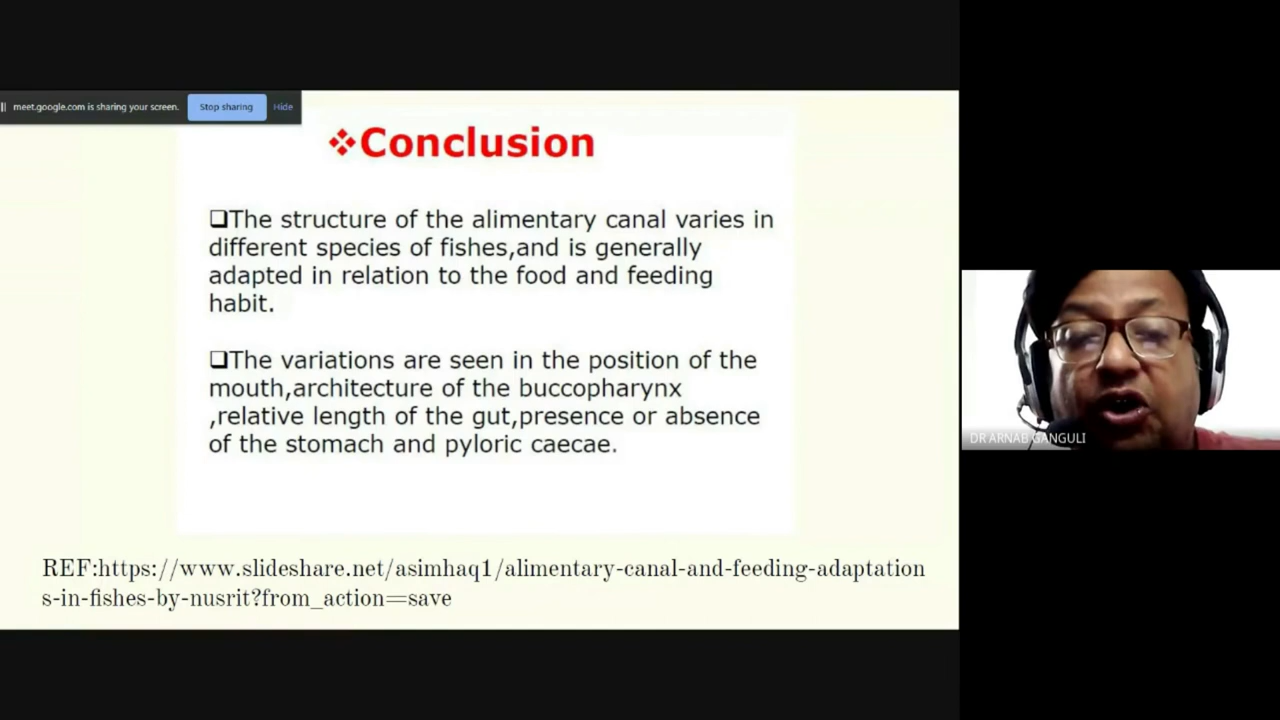 meet.google.com is sharing your screen. Stop sharing Hide
❖Conclusion
❑The structure of the alimentary canal varies in
different species of fishes,and is generally
adapted in relation to the food and feeding
habit.
❑The variations are seen in the position of the
mouth,architecture of the buccopharynx
,relative length of the gut,presence or absence
of the stomach and pyloric caecae.
REF:https://www.slideshare.net/asimhaq1/alimentary-canal-and-feeding-adaptation
s-in-fishes-by-nusrit?from_action=save
DR ARNAB GANGULI